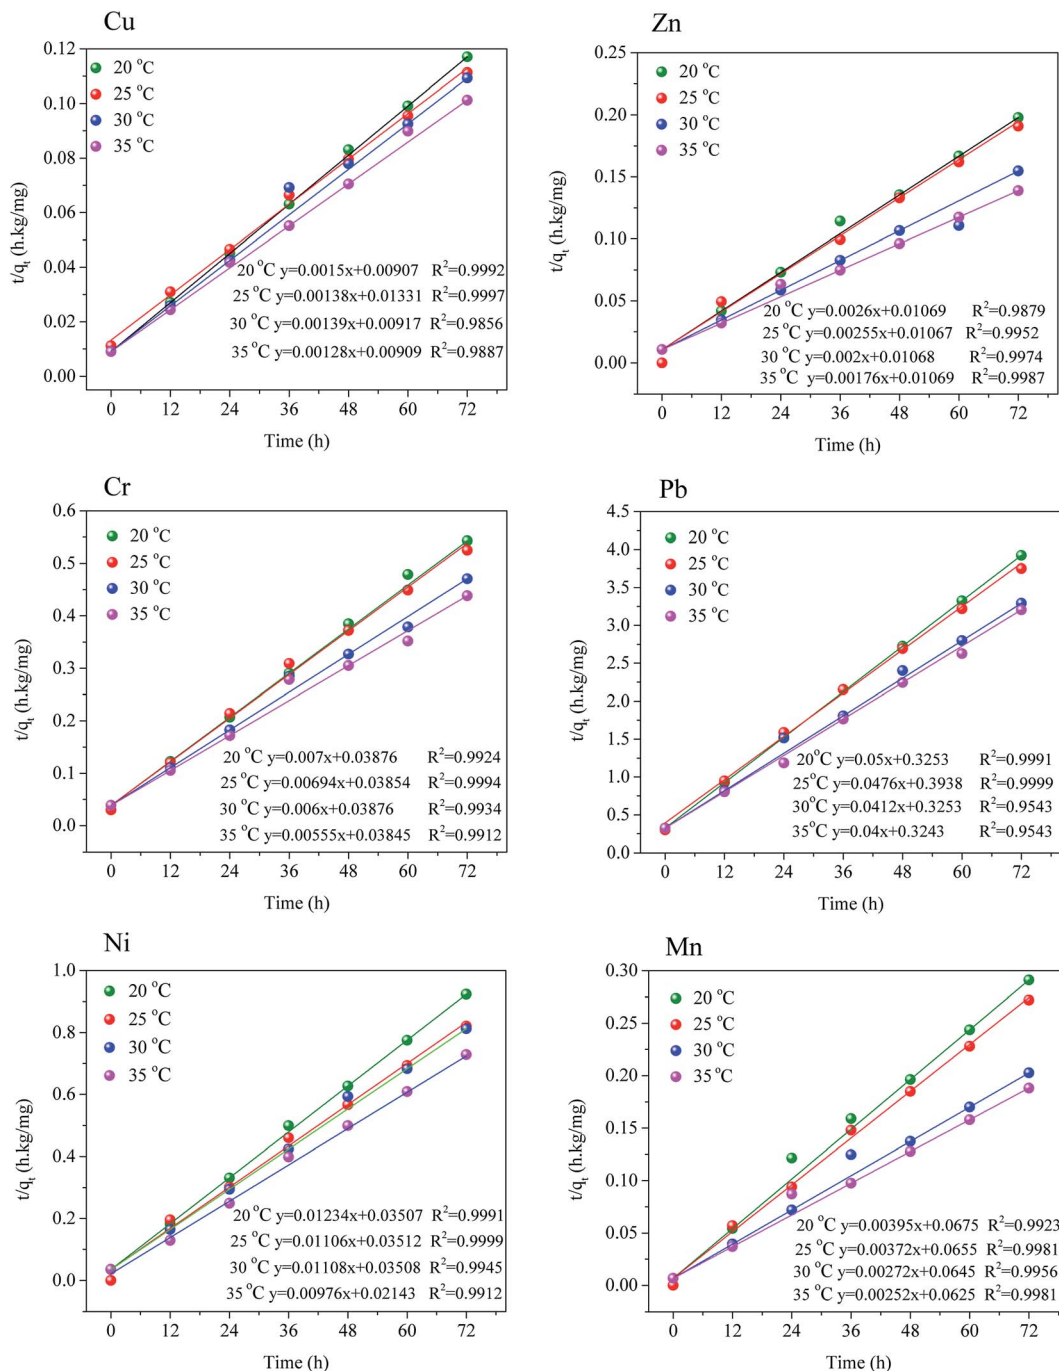 Cu
0.12
0.10
0.08
0.06
0.04
0.02
0.00
t/qt (h.kg/mg)
20 °C
25 °C
30 °C
35 °C
20 °C y=0.0015x+0.00907 R²=0.9992
25 °C y=0.00138x+0.01331 R²=0.9997
30 °C y=0.00139x+0.00917 R²=0.9856
35 °C y=0.00128x+0.00909 R²=0.9887
0 12 24 36 48 60 72
Time (h)
Zn
0.25
0.20
0.15
0.10
0.05
0.00
t/qt (h.kg/mg)
20 °C
25 °C
30 °C
35 °C
20 °C y=0.0026x+0.01069 R²=0.9879
25 °C y=0.00255x+0.01067 R²=0.9952
30 °C y=0.002x+0.01068 R²=0.9974
35 °C y=0.00176x+0.01069 R²=0.9987
0 12 24 36 48 60 72
Time (h)
Cr
0.6
0.5
0.4
0.3
0.2
0.1
0.0
t/qt (h.kg/mg)
20 °C
25 °C
30 °C
35 °C
20 °C y=0.007x+0.03876 R²=0.9924
25 °C y=0.00694x+0.03854 R²=0.9994
30 °C y=0.006x+0.03876 R²=0.9934
35 °C y=0.00555x+0.03845 R²=0.9912
0 12 24 36 48 60 72
Time (h)
Pb
4.5
4.0
3.5
3.0
2.5
2.0
1.5
1.0
0.5
0.0
t/qt (h.kg/mg)
20 °C
25 °C
30 °C
35 °C
20°C y=0.05x+0.3253 R²=0.9991
25°C y=0.0476x+0.3938 R²=0.9999
30°C y=0.0412x+0.3253 R²=0.9543
35°C y=0.04x+0.3243 R²=0.9543
0 12 24 36 48 60 72
Time (h)
Ni
1.0
0.8
0.6
0.4
0.2
0.0
t/qt (h.kg/mg)
20 °C
25 °C
30 °C
35 °C
20 °C y=0.01234x+0.03507 R²=0.9991
25 °C y=0.01106x+0.03512 R²=0.9999
30 °C y=0.01108x+0.03508 R²=0.9945
35 °C y=0.00976x+0.02143 R²=0.9912
0 12 24 36 48 60 72
Time (h)
Mn
0.30
0.25
0.20
0.15
0.10
0.05
0.00
t/qt (h.kg/mg)
20 °C
25 °C
30 °C
35 °C
20 °C y=0.00395x+0.0675 R²=0.9923
25 °C y=0.00372x+0.0655 R²=0.9981
30 °C y=0.00272x+0.0645 R²=0.9956
35 °C y=0.00252x+0.0625 R²=0.9981
0 12 24 36 48 60 72
Time (h)